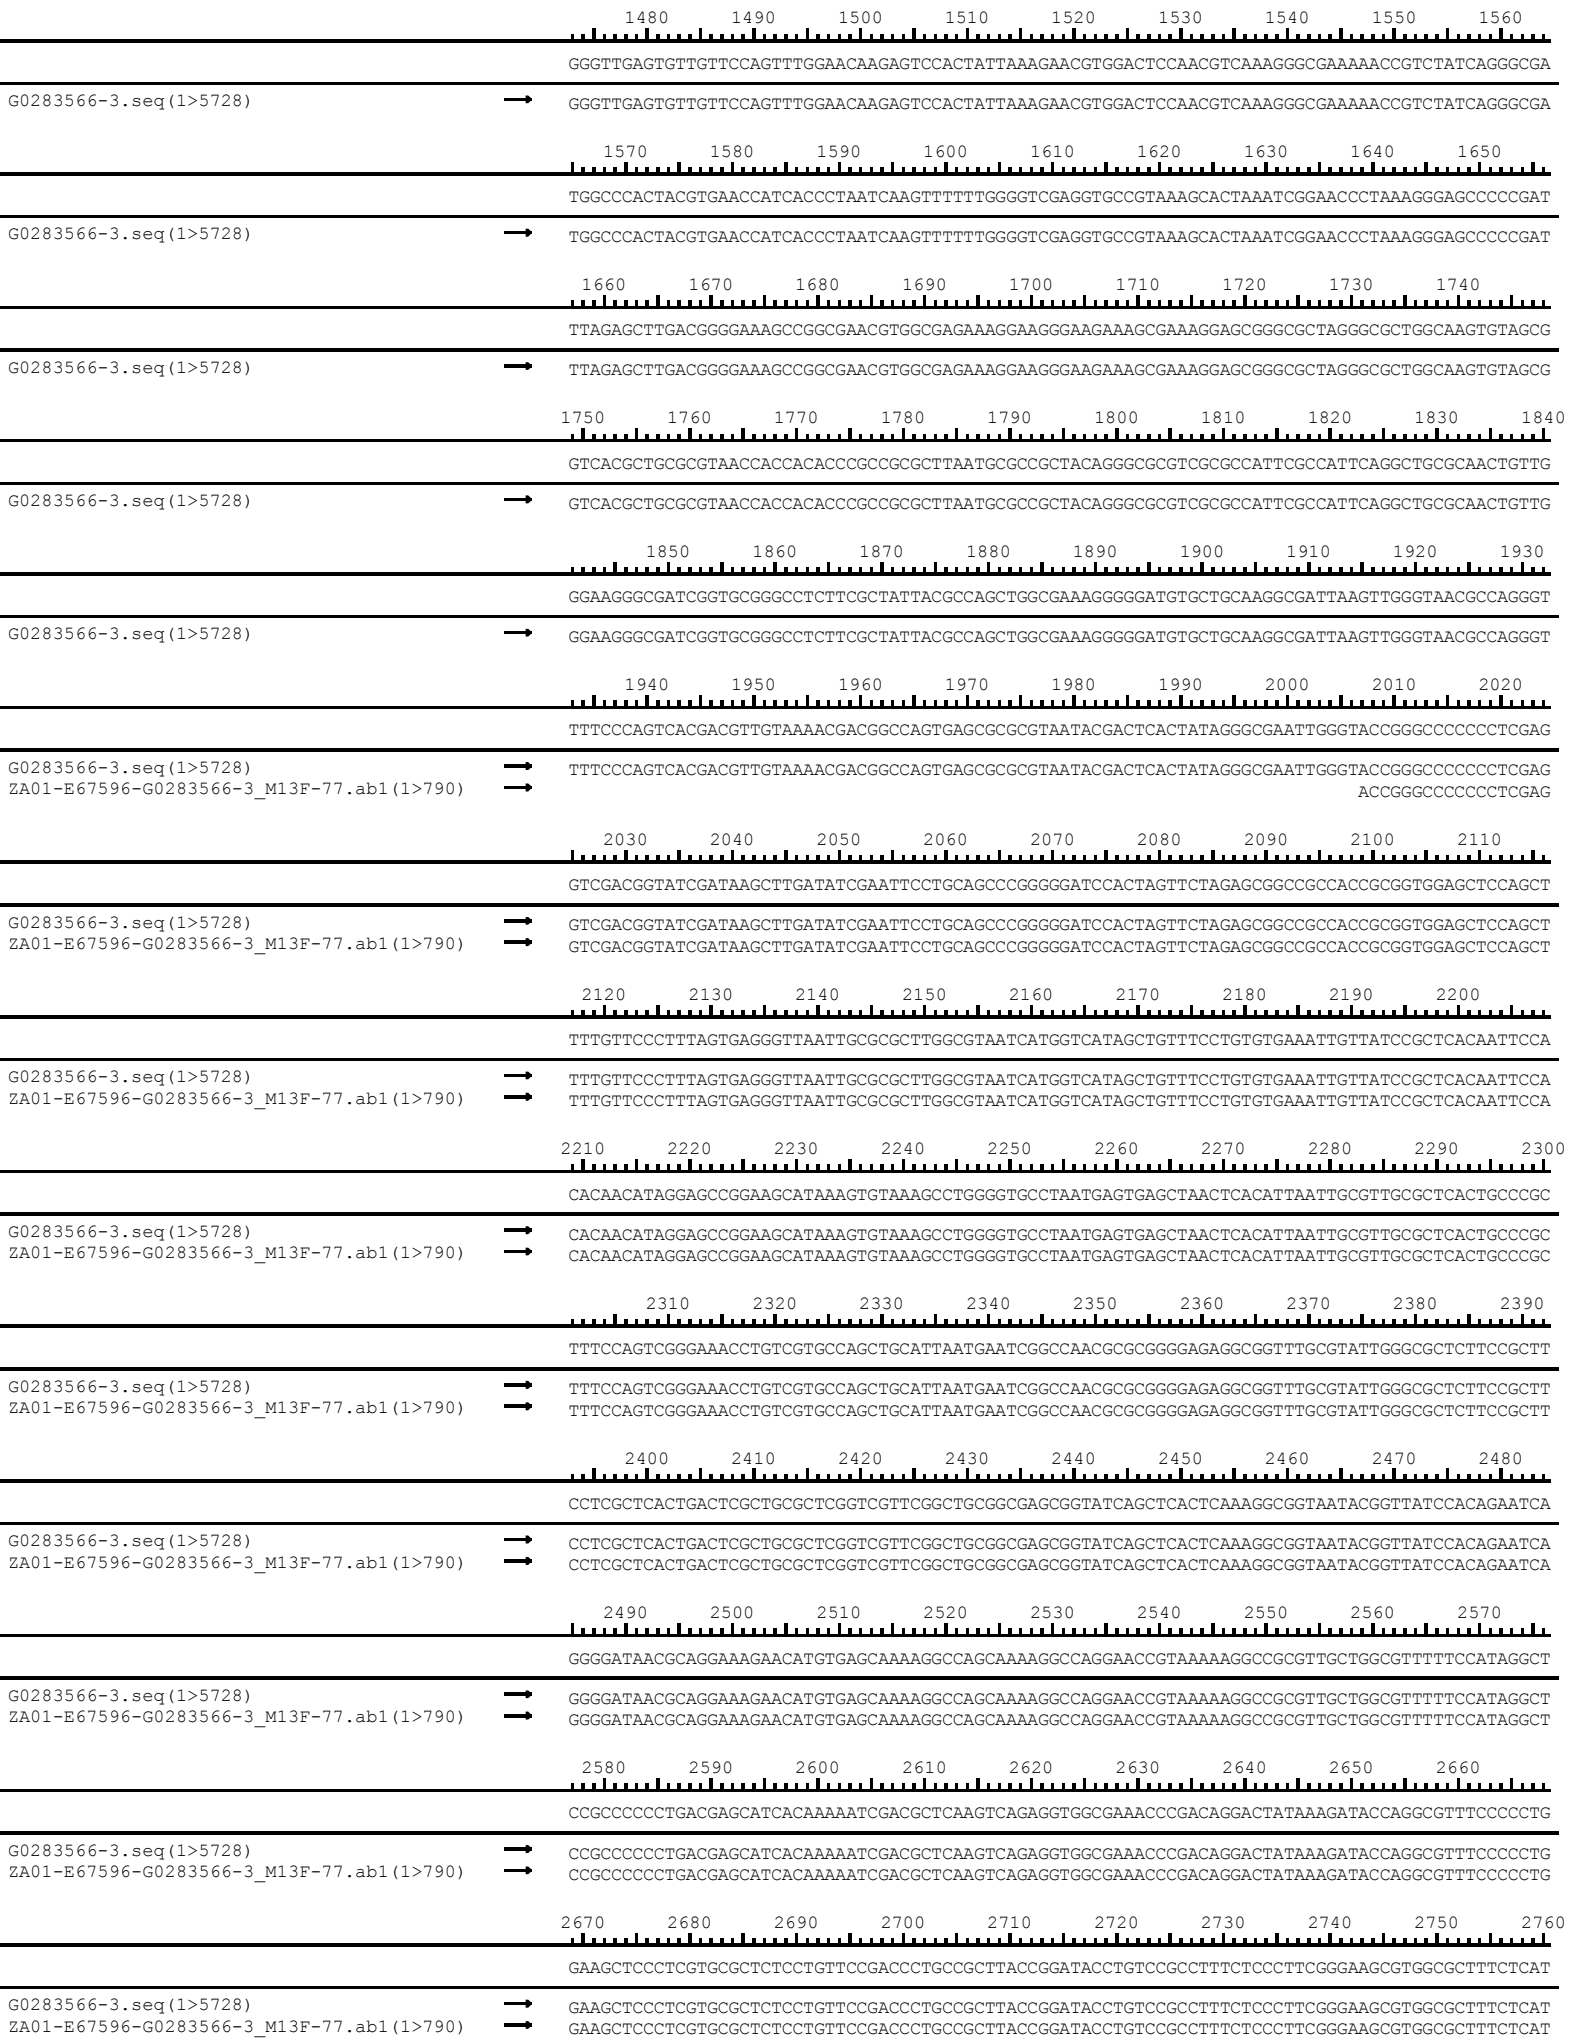 1480 1490 1500 1510 1520 1530 1540 1550 1560
GGGTTGAGTGTTGTTCCAGTTTGGAACAAGAGTCCACTATTAAAGAACGTGGACTCCAACGTCAAAGGGCGAAAAACCGTCTATCAGGGCGA
G0283566-3.seq(1>5728) GGGTTGAGTGTTGTTCCAGTTTGGAACAAGAGTCCACTATTAAAGAACGTGGACTCCAACGTCAAAGGGCGAAAAACCGTCTATCAGGGCGA
1570 1580 1590 1600 1610 1620 1630 1640 1650
TGGCCCACTACGTGAACCATCACCCTAATCAAGTTTTTTGGGGTCGAGGTGCCGTAAAGCACTAAATCGGAACCCTAAAGGGAGCCCCCGAT
G0283566-3.seq(1>5728) TGGCCCACTACGTGAACCATCACCCTAATCAAGTTTTTTGGGGTCGAGGTGCCGTAAAGCACTAAATCGGAACCCTAAAGGGAGCCCCCGAT
1660 1670 1680 1690 1700 1710 1720 1730 1740
TTAGAGCTTGACGGGGAAAGCCGGCGAACGTGGCGAGAAAGGAAGGGAAGAAAGCGAAAGGAGCGGGCGCTAGGGCGCTGGCAAGTGTAGCG
G0283566-3.seq(1>5728) TTAGAGCTTGACGGGGAAAGCCGGCGAACGTGGCGAGAAAGGAAGGGAAGAAAGCGAAAGGAGCGGGCGCTAGGGCGCTGGCAAGTGTAGCG
1750 1760 1770 1780 1790 1800 1810 1820 1830 1840
GTCACGCTGCGCGTAACCACCACACCCGCCGCGCTTAATGCGCCGCTACAGGGCGCGTCGCGCCATTCGCCATTCAGGCTGCGCAACTGTTG
G0283566-3.seq(1>5728) GTCACGCTGCGCGTAACCACCACACCCGCCGCGCTTAATGCGCCGCTACAGGGCGCGTCGCGCCATTCGCCATTCAGGCTGCGCAACTGTTG
1850 1860 1870 1880 1890 1900 1910 1920 1930
GGAAGGGCGATCGGTGCGGGCCTCTTCGCTATTACGCCAGCTGGCGAAAGGGGGATGTGCTGCAAGGCGATTAAGTTGGGTAACGCCAGGGT
G0283566-3.seq(1>5728) GGAAGGGCGATCGGTGCGGGCCTCTTCGCTATTACGCCAGCTGGCGAAAGGGGGATGTGCTGCAAGGCGATTAAGTTGGGTAACGCCAGGGT
1940 1950 1960 1970 1980 1990 2000 2010 2020
TTTCCCAGTCACGACGTTGTAAAACGACGGCCAGTGAGCGCGCGTAATACGACTCACTATAGGGCGAATTGGGTACCGGGCCCCCCCTCGAG
G0283566-3.seq(1>5728) TTTCCCAGTCACGACGTTGTAAAACGACGGCCAGTGAGCGCGCGTAATACGACTCACTATAGGGCGAATTGGGTACCGGGCCCCCCCTCGAG
ZA01-E67596-G0283566-3_M13F-77.ab1(1>790) ACCGGGCCCCCCCTCGAG
2030 2040 2050 2060 2070 2080 2090 2100 2110
GTCGACGGTATCGATAAGCTTGATATCGAATTCCTGCAGCCCGGGGGATCCACTAGTTCTAGAGCGGCCGCCACCGCGGTGGAGCTCCAGCT
G0283566-3.seq(1>5728) GTCGACGGTATCGATAAGCTTGATATCGAATTCCTGCAGCCCGGGGGATCCACTAGTTCTAGAGCGGCCGCCACCGCGGTGGAGCTCCAGCT
ZA01-E67596-G0283566-3_M13F-77.ab1(1>790) GTCGACGGTATCGATAAGCTTGATATCGAATTCCTGCAGCCCGGGGGATCCACTAGTTCTAGAGCGGCCGCCACCGCGGTGGAGCTCCAGCT
2120 2130 2140 2150 2160 2170 2180 2190 2200
TTTGTTCCCTTTAGTGAGGGTTAATTGCGCGCTTGGCGTAATCATGGTCATAGCTGTTTCCTGTGTGAAATTGTTATCCGCTCACAATTCCA
G0283566-3.seq(1>5728) TTTGTTCCCTTTAGTGAGGGTTAATTGCGCGCTTGGCGTAATCATGGTCATAGCTGTTTCCTGTGTGAAATTGTTATCCGCTCACAATTCCA
ZA01-E67596-G0283566-3_M13F-77.ab1(1>790) TTTGTTCCCTTTAGTGAGGGTTAATTGCGCGCTTGGCGTAATCATGGTCATAGCTGTTTCCTGTGTGAAATTGTTATCCGCTCACAATTCCA
2210 2220 2230 2240 2250 2260 2270 2280 2290 2300
CACAACATAGGAGCCGGAAGCATAAAGTGTAAAGCCTGGGGTGCCTAATGAGTGAGCTAACTCACATTAATTGCGTTGCGCTCACTGCCCGC
G0283566-3.seq(1>5728) CACAACATAGGAGCCGGAAGCATAAAGTGTAAAGCCTGGGGTGCCTAATGAGTGAGCTAACTCACATTAATTGCGTTGCGCTCACTGCCCGC
ZA01-E67596-G0283566-3_M13F-77.ab1(1>790) CACAACATAGGAGCCGGAAGCATAAAGTGTAAAGCCTGGGGTGCCTAATGAGTGAGCTAACTCACATTAATTGCGTTGCGCTCACTGCCCGC
2310 2320 2330 2340 2350 2360 2370 2380 2390
TTTCCAGTCGGGAAACCTGTCGTGCCAGCTGCATTAATGAATCGGCCAACGCGCGGGGAGAGGCGGTTTGCGTATTGGGCGCTCTTCCGCTT
G0283566-3.seq(1>5728) TTTCCAGTCGGGAAACCTGTCGTGCCAGCTGCATTAATGAATCGGCCAACGCGCGGGGAGAGGCGGTTTGCGTATTGGGCGCTCTTCCGCTT
ZA01-E67596-G0283566-3_M13F-77.ab1(1>790) TTTCCAGTCGGGAAACCTGTCGTGCCAGCTGCATTAATGAATCGGCCAACGCGCGGGGAGAGGCGGTTTGCGTATTGGGCGCTCTTCCGCTT
2400 2410 2420 2430 2440 2450 2460 2470 2480
CCTCGCTCACTGACTCGCTGCGCTCGGTCGTTCGGCTGCGGCGAGCGGTATCAGCTCACTCAAAGGCGGTAATACGGTTATCCACAGAATCA
G0283566-3.seq(1>5728) CCTCGCTCACTGACTCGCTGCGCTCGGTCGTTCGGCTGCGGCGAGCGGTATCAGCTCACTCAAAGGCGGTAATACGGTTATCCACAGAATCA
ZA01-E67596-G0283566-3_M13F-77.ab1(1>790) CCTCGCTCACTGACTCGCTGCGCTCGGTCGTTCGGCTGCGGCGAGCGGTATCAGCTCACTCAAAGGCGGTAATACGGTTATCCACAGAATCA
2490 2500 2510 2520 2530 2540 2550 2560 2570
GGGGATAACGCAGGAAAGAACATGTGAGCAAAAGGCCAGCAAAAGGCCAGGAACCGTAAAAAGGCCGCGTTGCTGGCGTTTTTCCATAGGCT
G0283566-3.seq(1>5728) GGGGATAACGCAGGAAAGAACATGTGAGCAAAAGGCCAGCAAAAGGCCAGGAACCGTAAAAAGGCCGCGTTGCTGGCGTTTTTCCATAGGCT
ZA01-E67596-G0283566-3_M13F-77.ab1(1>790) GGGGATAACGCAGGAAAGAACATGTGAGCAAAAGGCCAGCAAAAGGCCAGGAACCGTAAAAAGGCCGCGTTGCTGGCGTTTTTCCATAGGCT
2580 2590 2600 2610 2620 2630 2640 2650 2660
CCGCCCCCCTGACGAGCATCACAAAAATCGACGCTCAAGTCAGAGGTGGCGAAACCCGACAGGACTATAAAGATACCAGGCGTTTCCCCCTG
G0283566-3.seq(1>5728) CCGCCCCCCTGACGAGCATCACAAAAATCGACGCTCAAGTCAGAGGTGGCGAAACCCGACAGGACTATAAAGATACCAGGCGTTTCCCCCTG
ZA01-E67596-G0283566-3_M13F-77.ab1(1>790) CCGCCCCCCTGACGAGCATCACAAAAATCGACGCTCAAGTCAGAGGTGGCGAAACCCGACAGGACTATAAAGATACCAGGCGTTTCCCCCTG
2670 2680 2690 2700 2710 2720 2730 2740 2750 2760
GAAGCTCCCTCGTGCGCTCTCCTGTTCCGACCCTGCCGCTTACCGGATACCTGTCCGCCTTTCTCCCTTCGGGAAGCGTGGCGCTTTCTCAT
G0283566-3.seq(1>5728) GAAGCTCCCTCGTGCGCTCTCCTGTTCCGACCCTGCCGCTTACCGGATACCTGTCCGCCTTTCTCCCTTCGGGAAGCGTGGCGCTTTCTCAT
ZA01-E67596-G0283566-3_M13F-77.ab1(1>790) GAAGCTCCCTCGTGCGCTCTCCTGTTCCGACCCTGCCGCTTACCGGATACCTGTCCGCCTTTCTCCCTTCGGGAAGCGTGGCGCTTTCTCAT